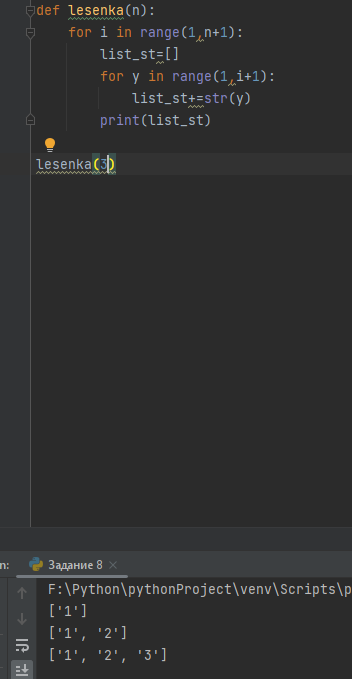 def lesenka(n):
for i in range(1,n+1):
list_st=[]
for y in range(1,i+1):
list_st+=str(y)
print(list_st)
lesenka(3)
n:
Задание 8 ×
F:\Python\pythonProject\venv\Scripts\p
['1']
['1', '2']
['1', '2', '3']